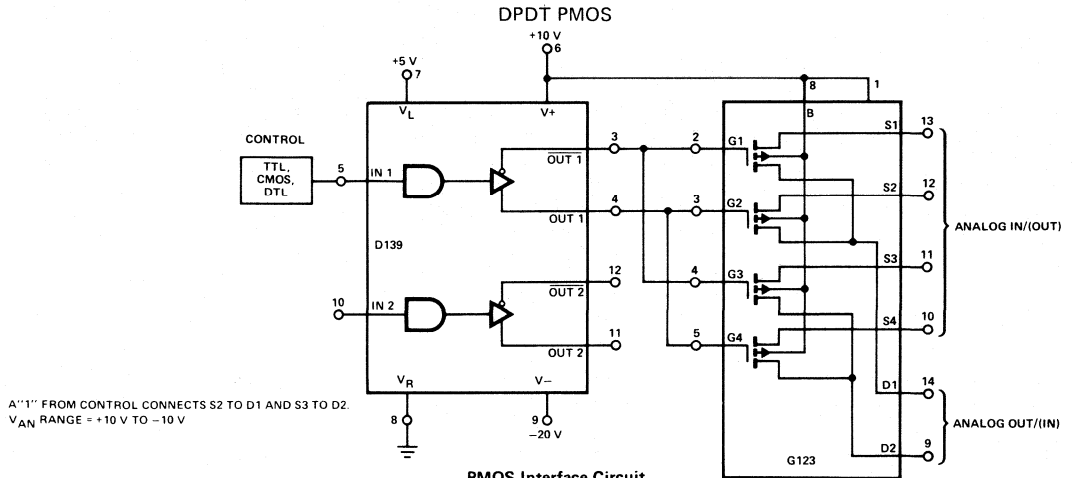 DPDT PMOS
+10 V
6
+5 V
7
8
1
VL
V+
B
CONTROL
TTL,
CMOS,
DTL
5
IN 1
OUT 1
3
2
G1
S1
13
OUT 1
4
3
G2
S2
12
D139
ANALOG IN/(OUT)
10
IN 2
OUT 2
12
4
G3
S3
11
OUT 2
11
5
G4
S4
10
VR
V−
D1
14
A"1" FROM CONTROL CONNECTS S2 TO D1 AND S3 TO D2.
VAN RANGE = +10 V TO −10 V
8
9
−20 V
ANALOG OUT/(IN)
G123
D2
9
PMOS Interface Circuit